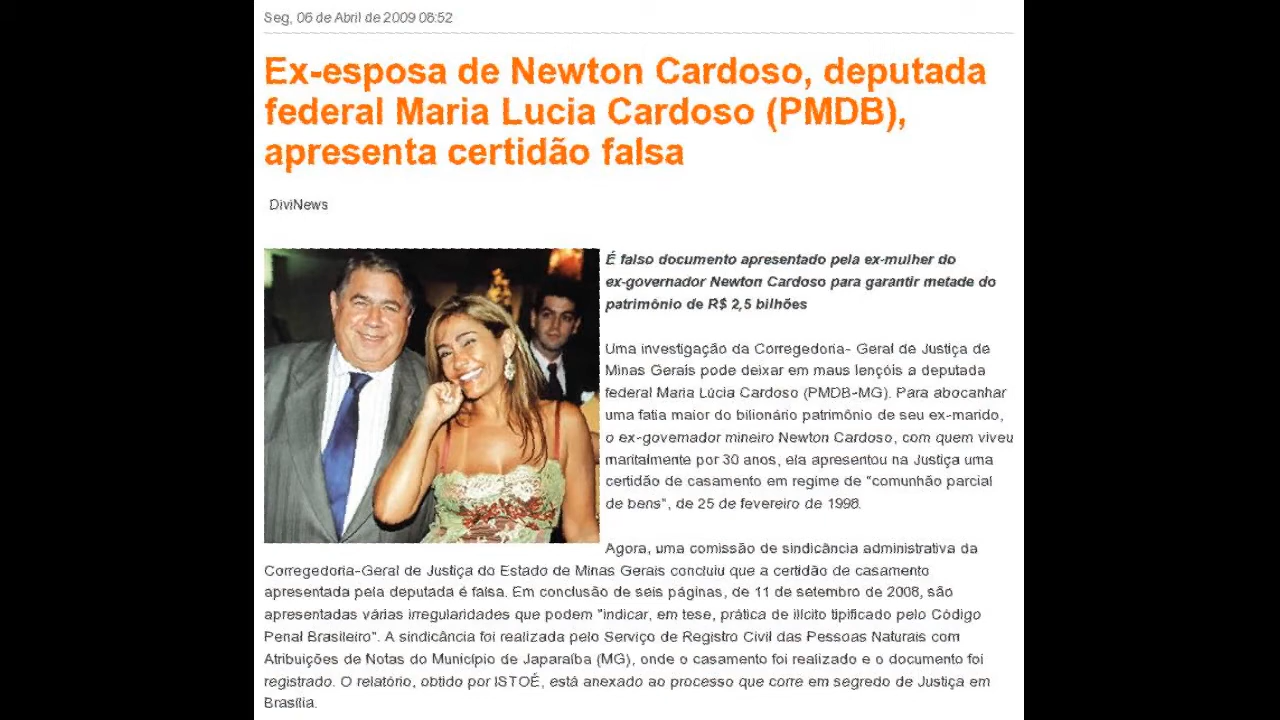 Seg, 06 de Abril de 2009 06:52
Ex-esposa de Newton Cardoso, deputada
federal Maria Lucia Cardoso (PMDB),
apresenta certidão falsa
DiviNews
É falso documento apresentado pela ex-mulher do
ex-governador Newton Cardoso para garantir metade do
patrimônio de R$ 2,5 bilhões
Uma investigação da Corregedoria- Geral de Justiça de
Minas Gerais pode deixar em maus lençóis a deputada
federal Maria Lúcia Cardoso (PMDB-MG). Para abocanhar
uma fatia maior do bilionário patrimônio de seu ex-marido,
o ex-governador mineiro Newton Cardoso, com quem viveu
maritalmente por 30 anos, ela apresentou na Justiça uma
certidão de casamento em regime de "comunhão parcial
de bens", de 25 de fevereiro de 1998.
Agora, uma comissão de sindicância administrativa da
Corregedoria-Geral de Justiça do Estado de Minas Gerais concluiu que a certidão de casamento
apresentada pela deputada é falsa. Em conclusão de seis páginas, de 11 de setembro de 2008, são
apresentadas várias irregularidades que podem "indicar, em tese, prática de ilícito tipificado pelo Código
Penal Brasileiro". A sindicância foi realizada pelo Serviço de Registro Civil das Pessoas Naturais com
Atribuições de Notas do Município de Japaraíba (MG), onde o casamento foi realizado e o documento foi
registrado. O relatório, obtido por ISTOÉ, está anexado ao processo que corre em segredo de Justiça em
Brasília.